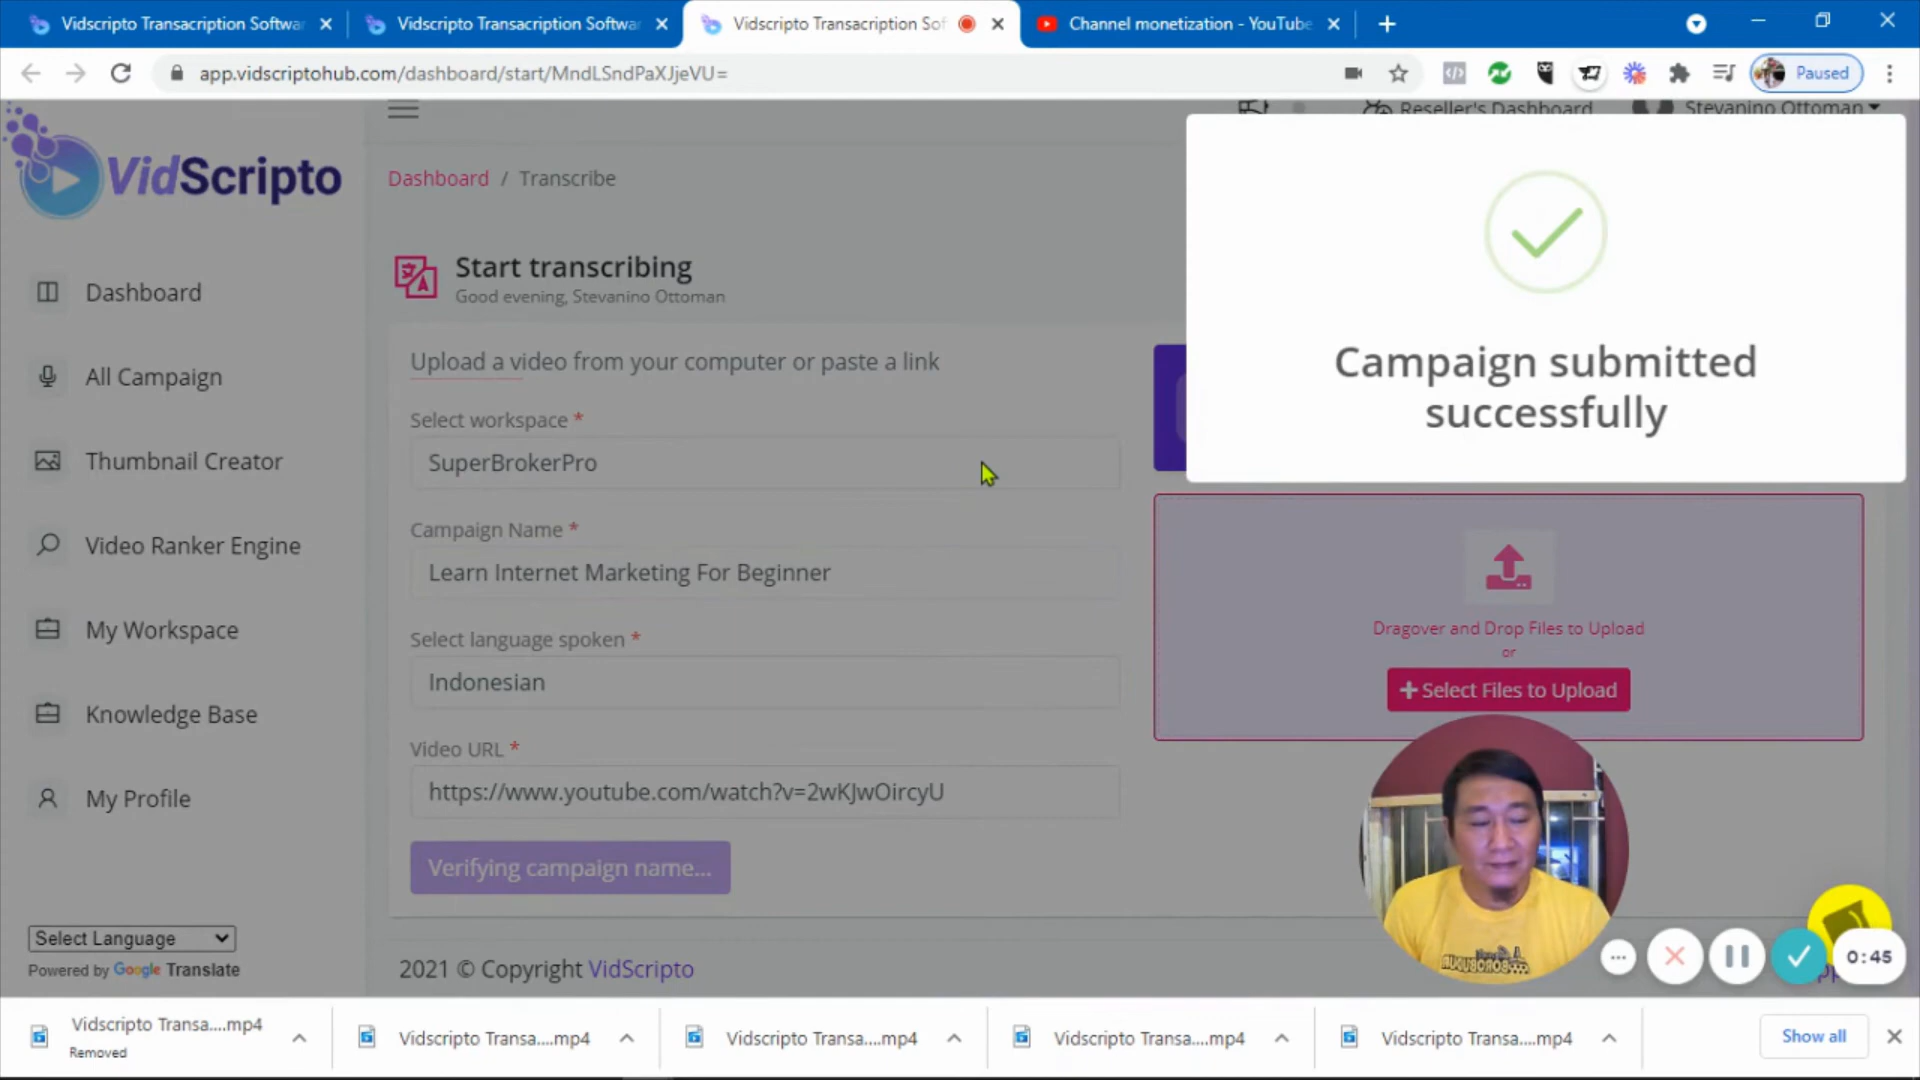 Vidscripto Transacription Softwar
Vidscripto Transacription Softwar
Vidscripto Transacription Sof
Channel monetization - YouTube
app.vidscriptohub.com/dashboard/start/MndLSndPaXJjeVU=
Paused
VidScripto
Reseller's Dashboard
Stevanino Ottoman
Dashboard / Transcribe
Start transcribing
Good evening, Stevanino Ottoman
Campaign submitted
successfully
Dashboard
All Campaign
Thumbnail Creator
Video Ranker Engine
My Workspace
Knowledge Base
My Profile
Select Language
Powered by Google Translate
Upload a video from your computer or paste a link
Select workspace *
SuperBrokerPro
Campaign Name *
Learn Internet Marketing For Beginner
Select language spoken *
Indonesian
Video URL *
https://www.youtube.com/watch?v=2wKJwOircyU
Verifying campaign name...
Dragover and Drop Files to Upload
or
Select Files to Upload
0:45
2021 © Copyright VidScripto
Vidscripto Transa....mp4
Removed
Vidscripto Transa....mp4
Vidscripto Transa....mp4
Vidscripto Transa....mp4
Vidscripto Transa....mp4
Show all